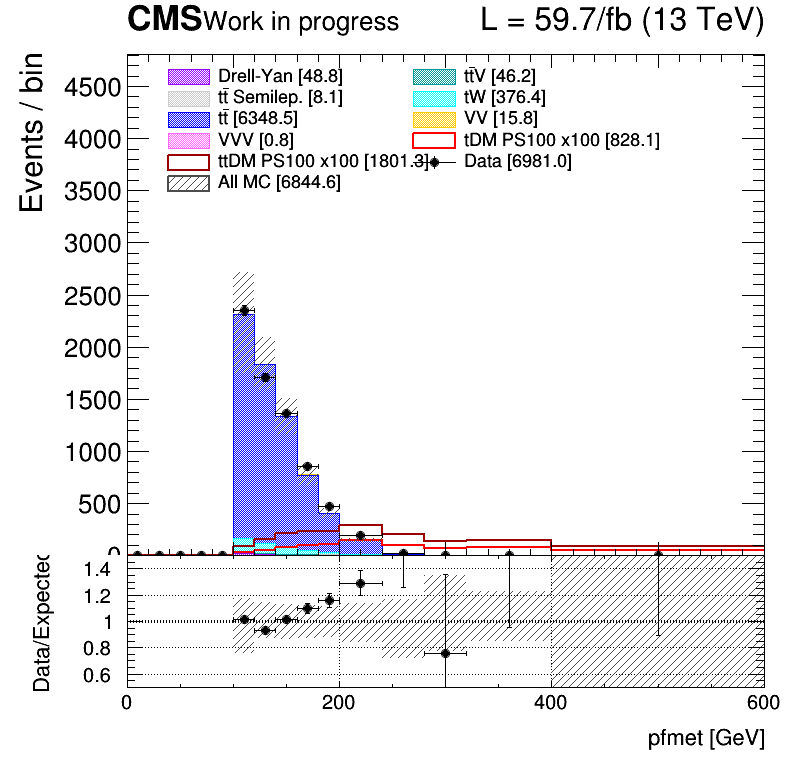 CMS Work in progress L = 59.7/fb (13 TeV)
Events / bin
Drell-Yan [48.8] tt̄V [46.2]
tt̄ Semilep. [8.1] tW [376.4]
tt̄ [6348.5] VV [15.8]
VVV [0.8] tDM PS100 x100 [828.1]
ttDM PS100 x100 [1801.3] Data [6981.0]
All MC [6844.6]
4500
4000
3500
3000
2500
2000
1500
1000
500
0
Data/Expected
1.4
1.2
1
0.8
0.6
0 200 400 600
pfmet [GeV]